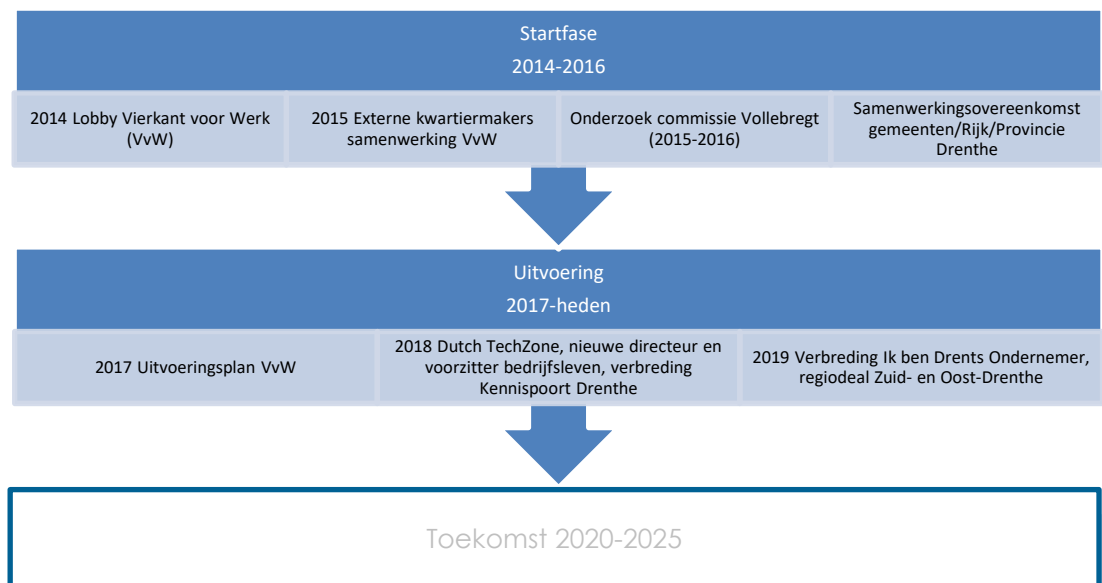 Startfase
2014-2016
2014 Lobby Vierkant voor Werk
(VvW)
2015 Externe kwartiermakers
samenwerking VvW
Onderzoek commissie Vollebregt
(2015-2016)
Samenwerkingsovereenkomst
gemeenten/Rijk/Provincie
Drenthe
Uitvoering
2017-heden
2017 Uitvoeringsplan VvW
2018 Dutch TechZone, nieuwe directeur en
voorzitter bedrijfsleven, verbreding
Kennispoort Drenthe
2019 Verbreding Ik ben Drents Ondernemer,
regiodeal Zuid- en Oost-Drenthe
Toekomst 2020-2025